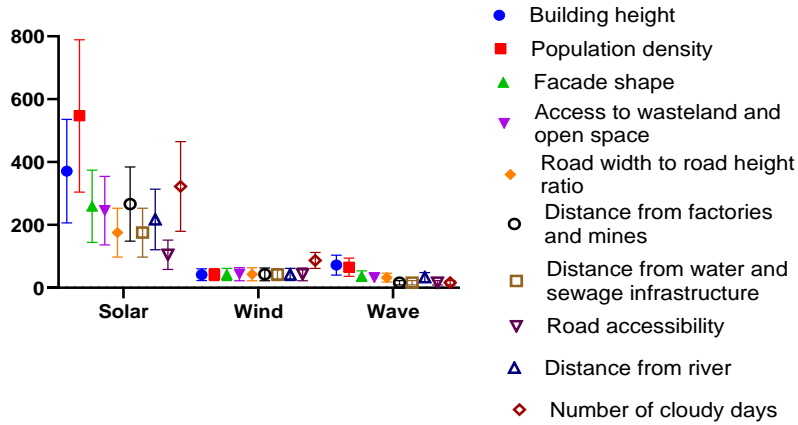 800
600
400
200
0
Solar
Wind
Wave
Building height
Population density
Facade shape
Access to wasteland and
open space
Road width to road height
ratio
Distance from factories
and mines
Distance from water and
sewage infrastructure
Road accessibility
Distance from river
Number of cloudy days